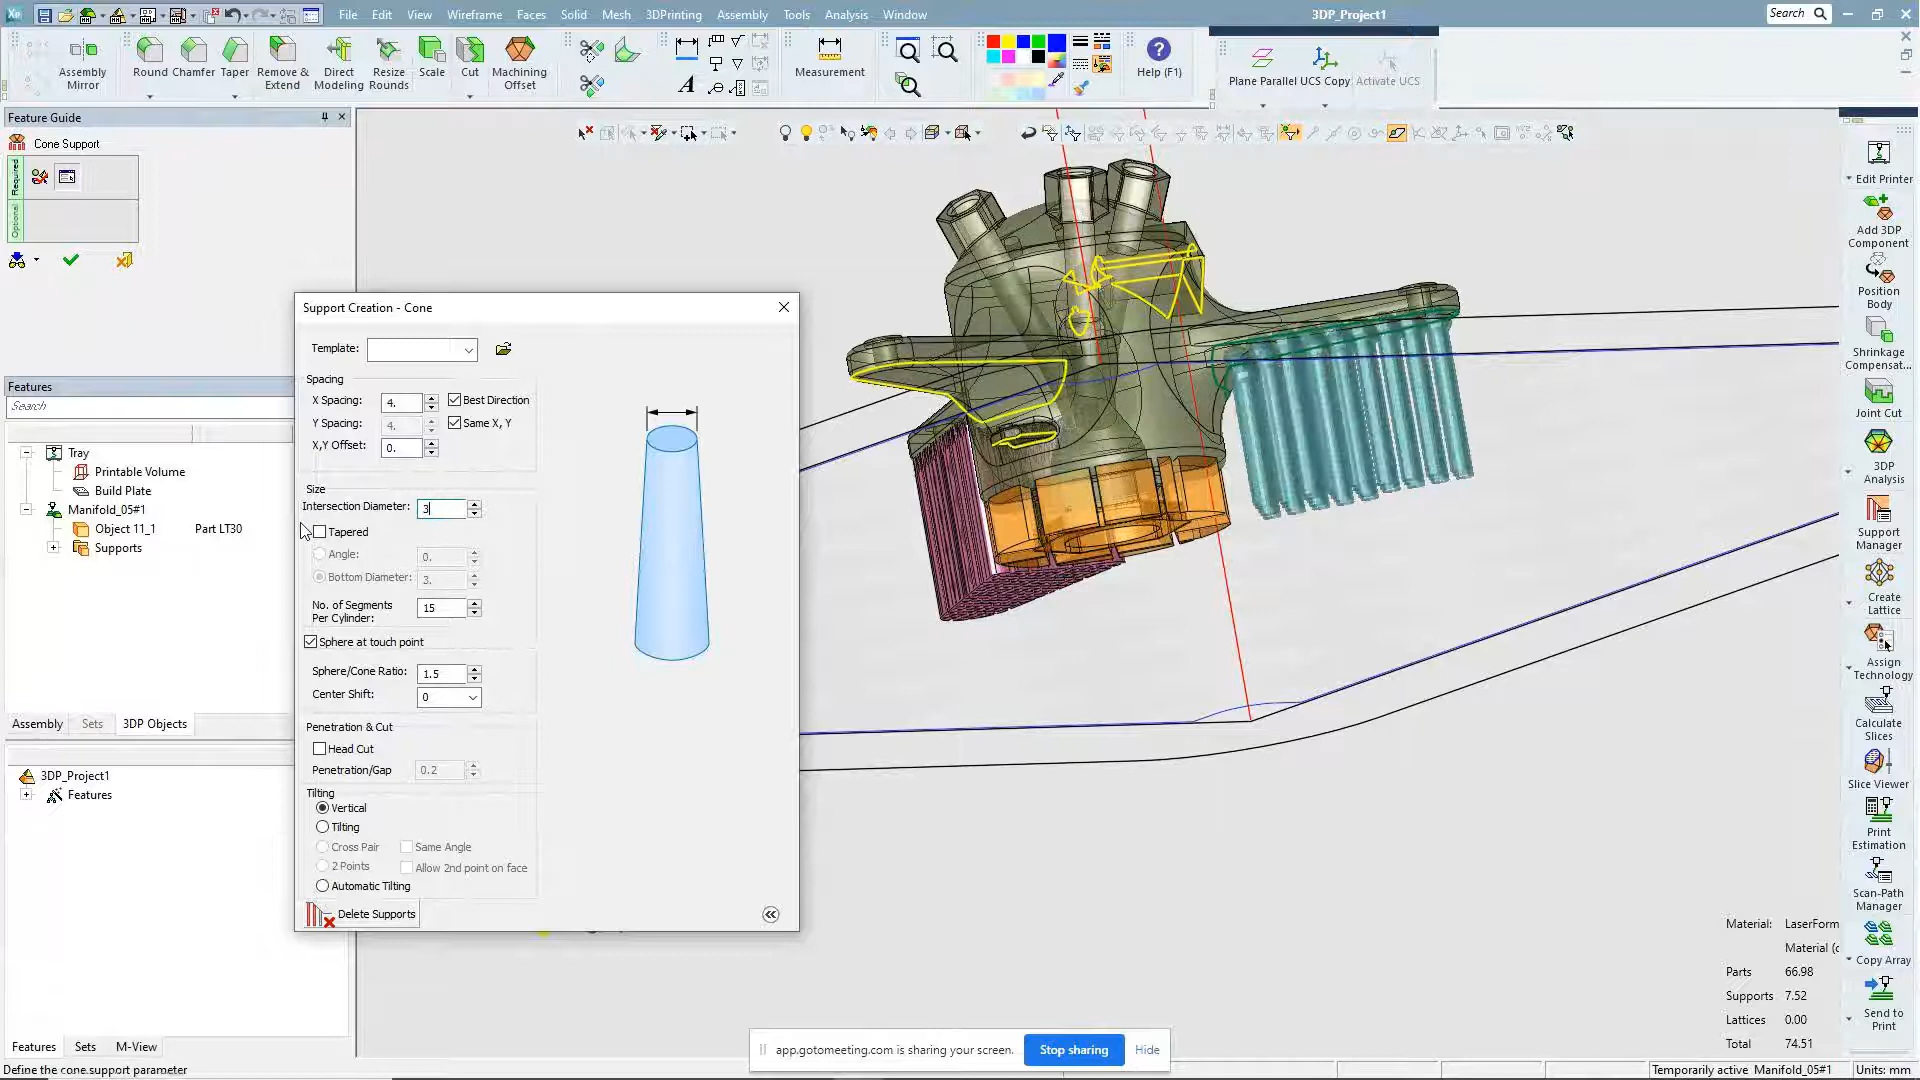 File Edit View Wireframe Faces Solid Mesh 3DPrinting Assembly Tools Analysis Window
3DP_Project1
Search
Assembly Mirror
Round
Chamfer
Taper
Remove & Extend
Direct Modeling
Resize Rounds
Scale
Cut
Machining Offset
Measurement
Help (F1)
Plane Parallel
UCS Copy
Activate UCS
Feature Guide
Cone Support
Required
Optional
Features
Search
Tray
Printable Volume
Build Plate
Manifold_05#1
Object 11_1 Part LT30
Supports
Assembly Sets 3DP Objects
3DP_Project1
Features
Features Sets M-View
Define the cone.support parameter
Support Creation - Cone
Template:
Spacing
X Spacing: 4. Best Direction
Y Spacing: 4. Same X, Y
X,Y Offset: 0.
Size
Intersection Diameter: 3
Tapered
Angle: 0.
Bottom Diameter: 3.
No. of Segments
Per Cylinder: 15
Sphere at touch point
Sphere/Cone Ratio: 1.5
Center Shift: 0
Penetration & Cut
Head Cut
Penetration/Gap 0.2
Tilting
Vertical
Tilting
Cross Pair Same Angle
2 Points Allow 2nd point on face
Automatic Tilting
Delete Supports
Edit Printer
Add 3DP
Component
Position
Body
Shrinkage
Compensat...
Joint Cut
3DP
Analysis
Support
Manager
Create
Lattice
Assign
Technology
Calculate
Slices
Slice Viewer
Print
Estimation
Scan-Path
Manager
Copy Array
Send to
Print
Material: LaserForm
Material (c
Parts 66.98
Supports 7.52
Lattices 0.00
Total 74.51
app.gotomeeting.com is sharing your screen. Stop sharing Hide
Temporarily active Manifold_05#1 Units: mm